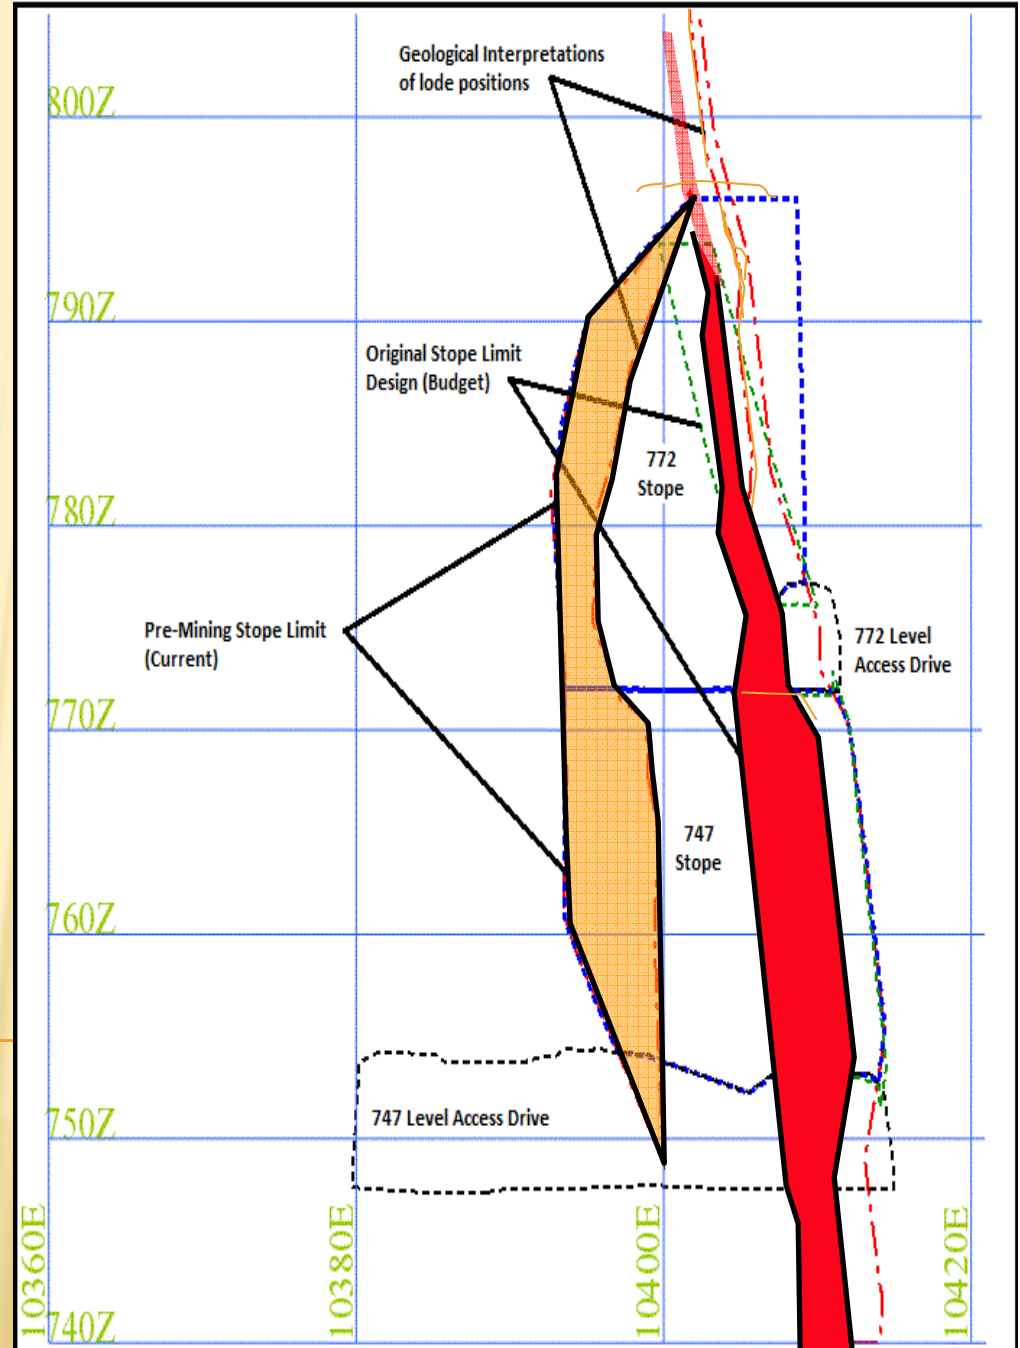 Geological Interpretations
of lode positions
800Z
790Z
Original Stope Limit
Design (Budget)
772
Stope
780Z
Pre-Mining Stope Limit
(Current)
772 Level
Access Drive
770Z
747
Stope
760Z
747 Level Access Drive
750Z
740Z
10360E
10380E
10400E
10420E